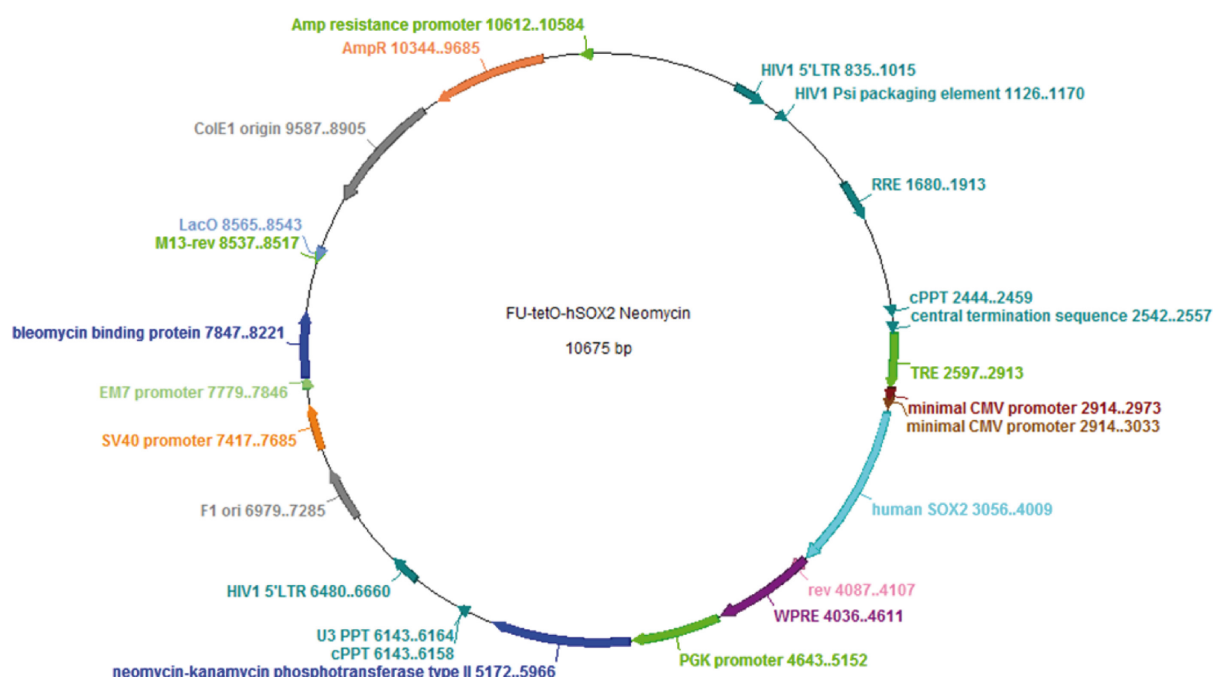 Amp resistance promoter 10612..10584
AmpR 10344..9685
HIV1 5'LTR 835..1015
HIV1 Psi packaging element 1126..1170
ColE1 origin 9587..8905
RRE 1680..1913
LacO 8565..8543
M13-rev 8537..8517
cPPT 2444..2459
central termination sequence 2542..2557
FU-tetO-hSOX2 Neomycin
10675 bp
bleomycin binding protein 7847..8221
TRE 2597..2913
EM7 promoter 7779..7846
minimal CMV promoter 2914..2973
minimal CMV promoter 2914..3033
SV40 promoter 7417..7685
F1 ori 6979..7285
human SOX2 3056..4009
HIV1 5'LTR 6480..6660
rev 4087..4107
WPRE 4036..4611
U3 PPT 6143..6164
cPPT 6143..6158
PGK promoter 4643..5152
neomycin-kanamycin phosphotransferase type II 5172..5966